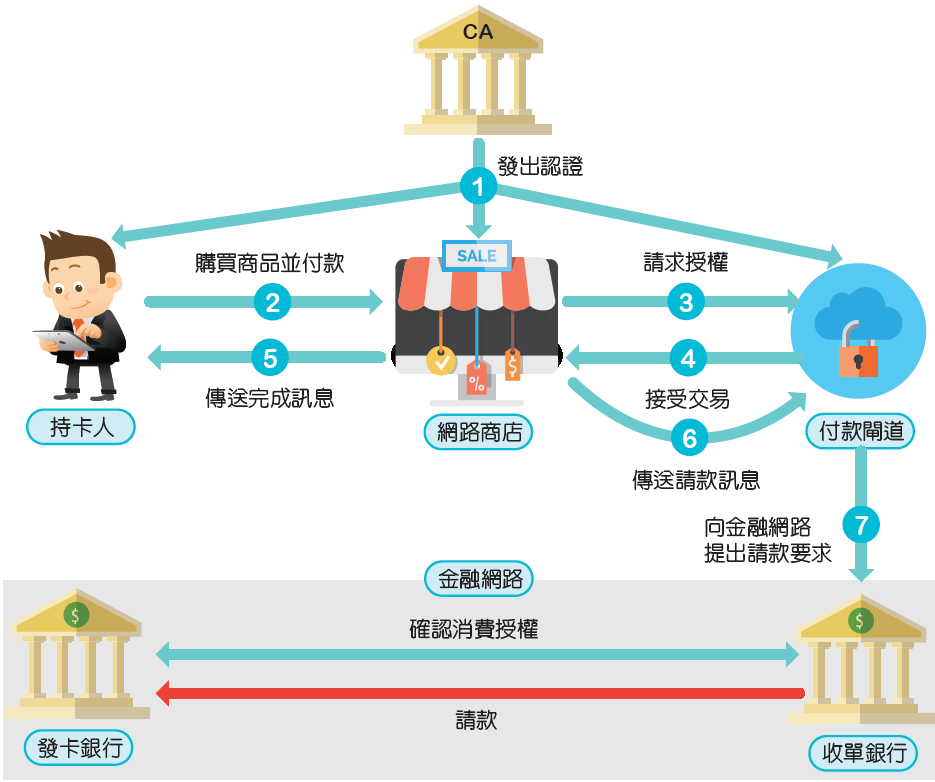 CA
1
發出認證
SALE
購買商品並付款
2
請求授權
3
5
傳送完成訊息
4
接受交易
%
$
持卡人
網路商店
6
付款閘道
傳送請款訊息
向金融網路
提出請款要求
7
金融網路
$
確認消費授權
$
請款
發卡銀行
收單銀行